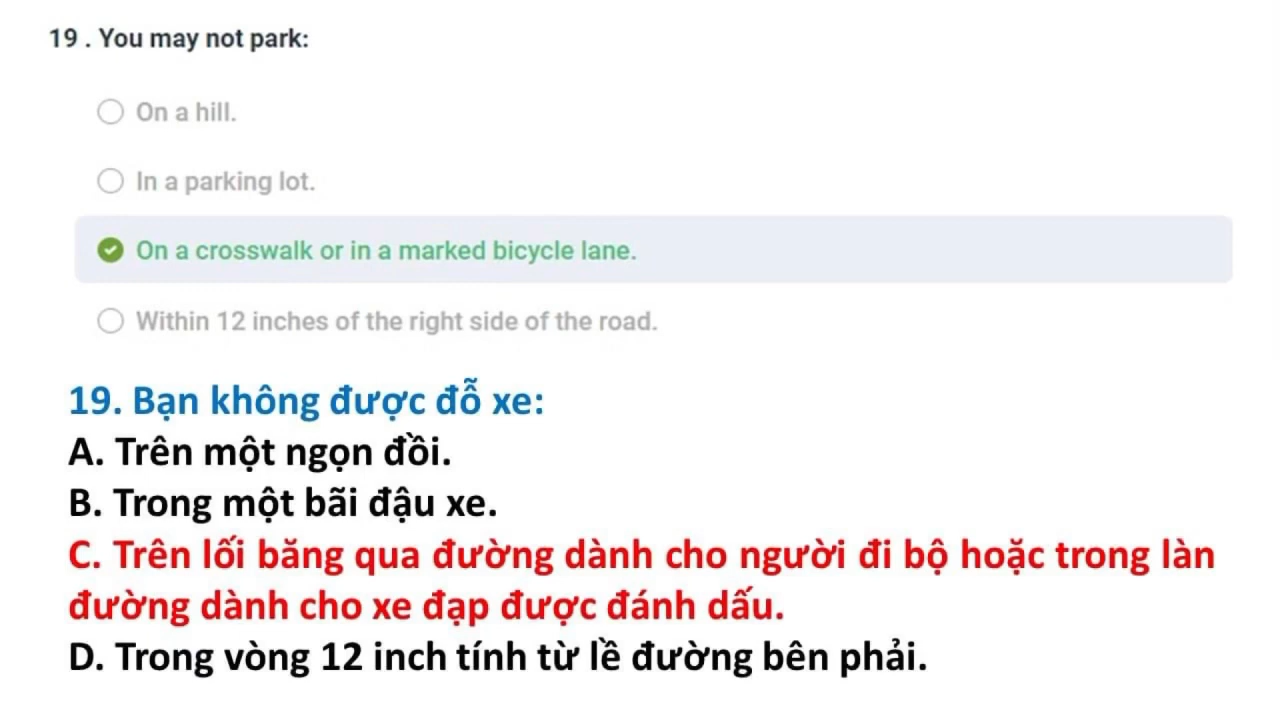 19 . You may not park:
On a hill.
In a parking lot.
On a crosswalk or in a marked bicycle lane.
Within 12 inches of the right side of the road.
19. Bạn không được đỗ xe:
A. Trên một ngọn đồi.
B. Trong một bãi đậu xe.
C. Trên lối băng qua đường dành cho người đi bộ hoặc trong làn
đường dành cho xe đạp được đánh dấu.
D. Trong vòng 12 inch tính từ lề đường bên phải.